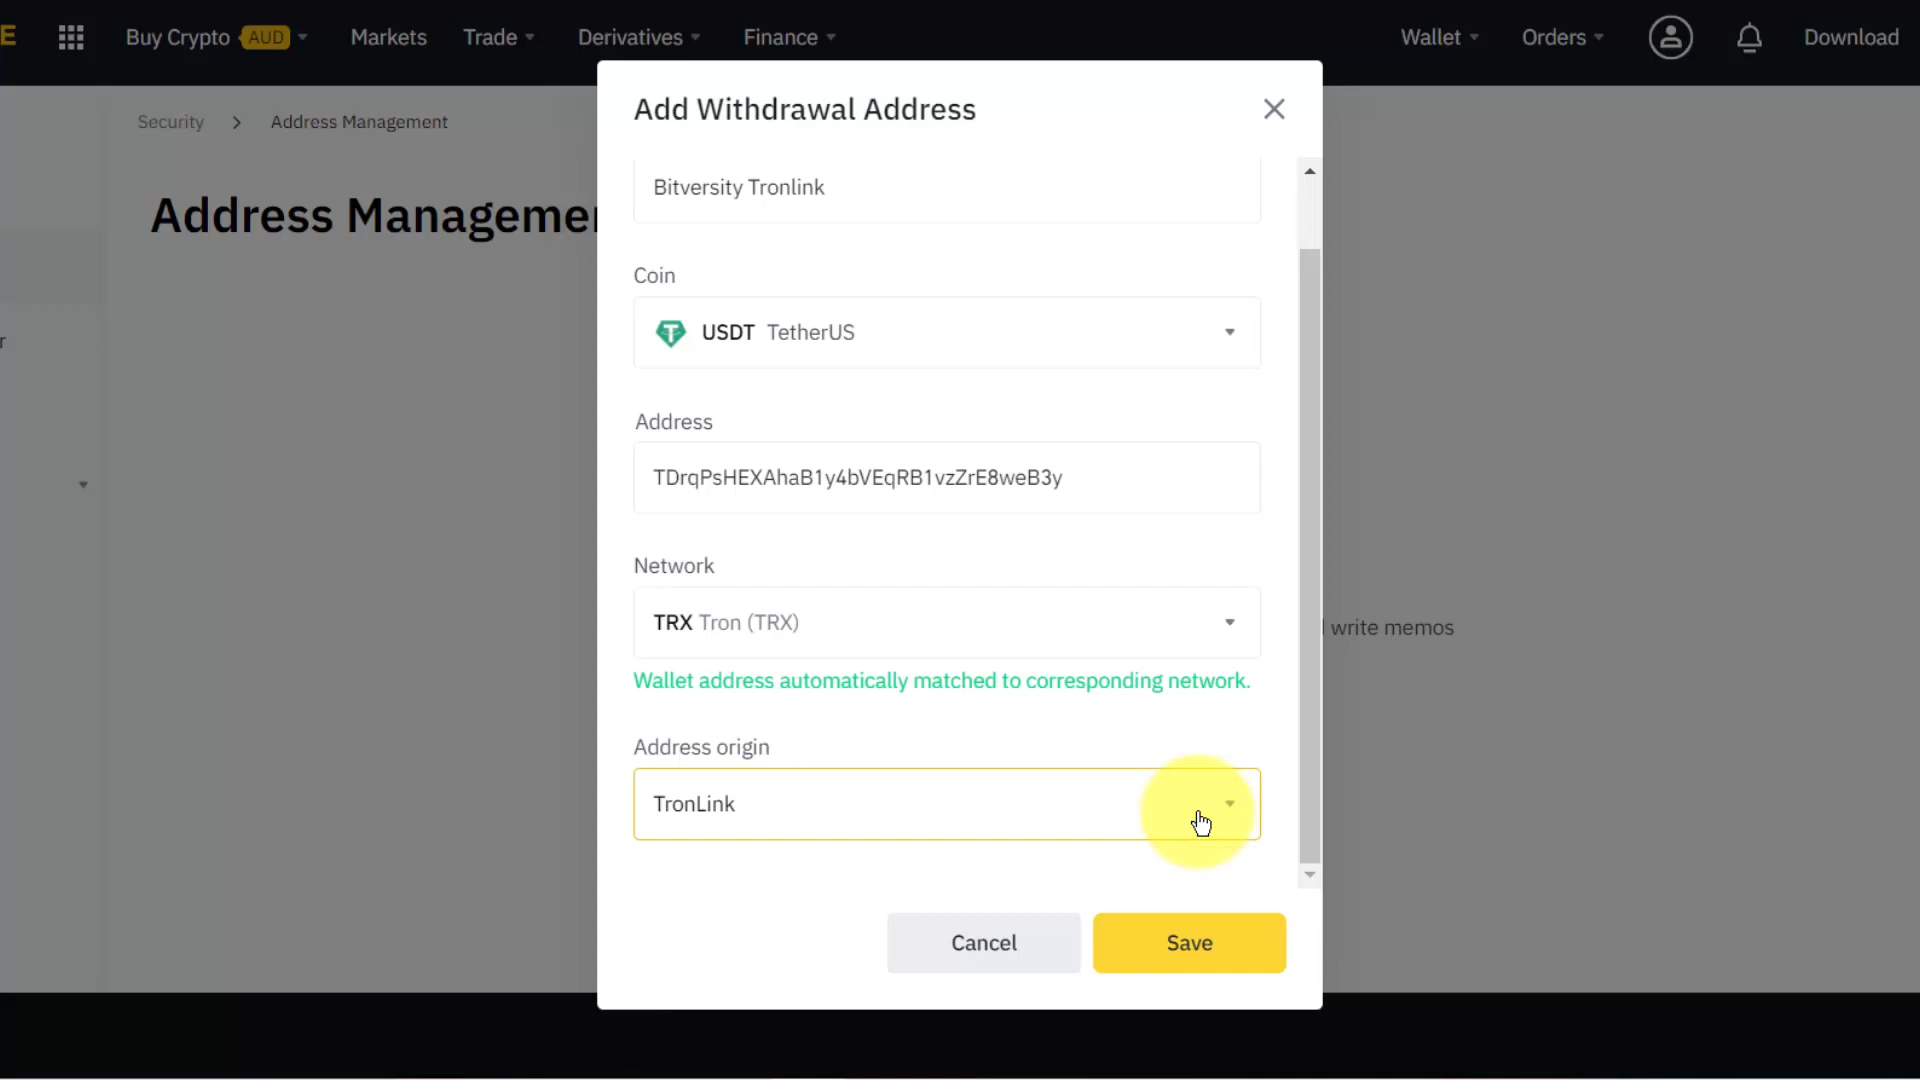 E Buy Crypto AUD Markets Trade Derivatives Finance Wallet Orders Download
Security > Address Management
Address Managemen
Add Withdrawal Address
Bitversity Tronlink
Coin
USDT TetherUS
Address
TDrqPsHEXAhaB1y4bVEqRB1vzZrE8weB3y
Network
TRX Tron (TRX)
Wallet address automatically matched to corresponding network.
write memos
Address origin
TronLink
Cancel
Save
r